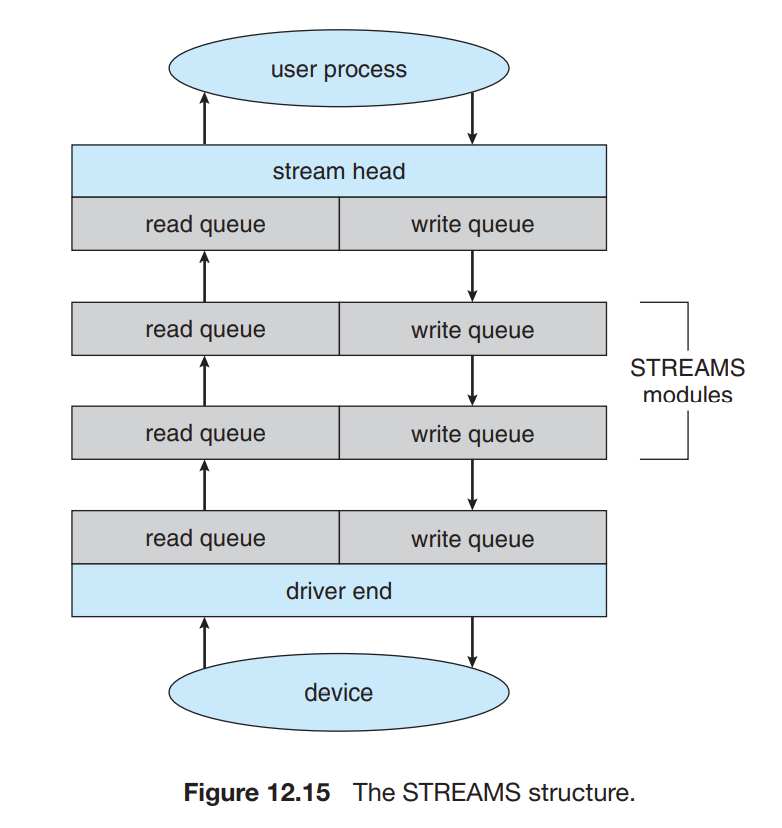 user process
stream head
read queue
write queue
read queue
write queue
STREAMS
modules
read queue
write queue
read queue
write queue
driver end
device
Figure 12.15 The STREAMS structure.